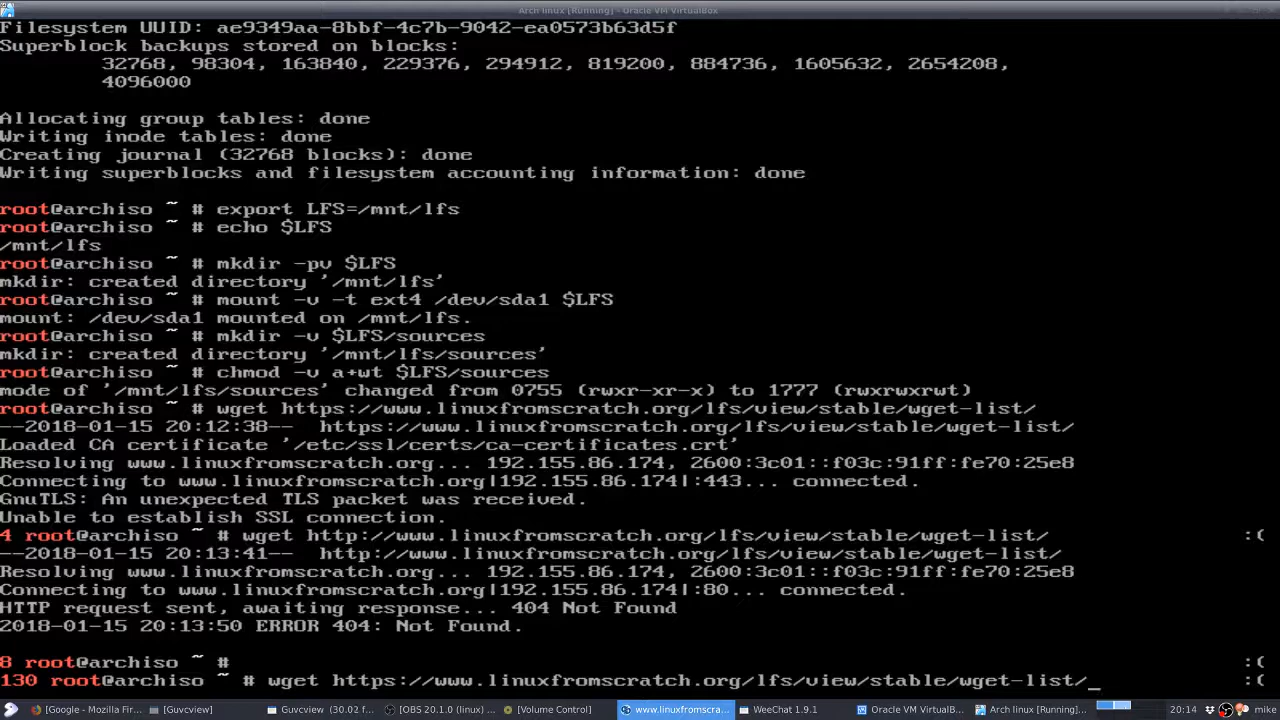 Arch linux [Running] - Oracle VM VirtualBox
Filesystem UUID: ae9349aa-8bbf-4c7b-9042-ea0573b63d5f
Superblock backups stored on blocks:
32768, 98304, 163840, 229376, 294912, 819200, 884736, 1605632, 2654208,
4096000
Allocating group tables: done
Writing inode tables: done
Creating journal (32768 blocks): done
Writing superblocks and filesystem accounting information: done
root@archiso ~ # export LFS=/mnt/lfs
root@archiso ~ # echo $LFS
/mnt/lfs
root@archiso ~ # mkdir -pv $LFS
mkdir: created directory '/mnt/lfs'
root@archiso ~ # mount -v -t ext4 /dev/sda1 $LFS
mount: /dev/sda1 mounted on /mnt/lfs.
root@archiso ~ # mkdir -v $LFS/sources
mkdir: created directory '/mnt/lfs/sources'
root@archiso ~ # chmod -v a+wt $LFS/sources
mode of '/mnt/lfs/sources' changed from 0755 (rwxr-xr-x) to 1777 (rwxrwxrwt)
root@archiso ~ # wget https://www.linuxfromscratch.org/lfs/view/stable/wget-list/
--2018-01-15 20:12:38-- https://www.linuxfromscratch.org/lfs/view/stable/wget-list/
Loaded CA certificate '/etc/ssl/certs/ca-certificates.crt'
Resolving www.linuxfromscratch.org... 192.155.86.174, 2600:3c01::f03c:91ff:fe70:25e8
Connecting to www.linuxfromscratch.org|192.155.86.174|:443... connected.
GnuTLS: An unexpected TLS packet was received.
Unable to establish SSL connection.
4 root@archiso ~ # wget http://www.linuxfromscratch.org/lfs/view/stable/wget-list/ :(
--2018-01-15 20:13:41-- http://www.linuxfromscratch.org/lfs/view/stable/wget-list/
Resolving www.linuxfromscratch.org... 192.155.86.174, 2600:3c01::f03c:91ff:fe70:25e8
Connecting to www.linuxfromscratch.org|192.155.86.174|:80... connected.
HTTP request sent, awaiting response... 404 Not Found
2018-01-15 20:13:50 ERROR 404: Not Found.
8 root@archiso ~ # :(
130 root@archiso ~ # wget https://www.linuxfromscratch.org/lfs/view/stable/wget-list/_ :(
[Google - Mozilla Fir... [Guvcview] Guvcview (30.02 f... [OBS 20.1.0 (linux) ... [Volume Control] www.linuxfromscra... WeeChat 1.9.1 Oracle VM VirtualB... Arch linux [Running]... 20:14 mike